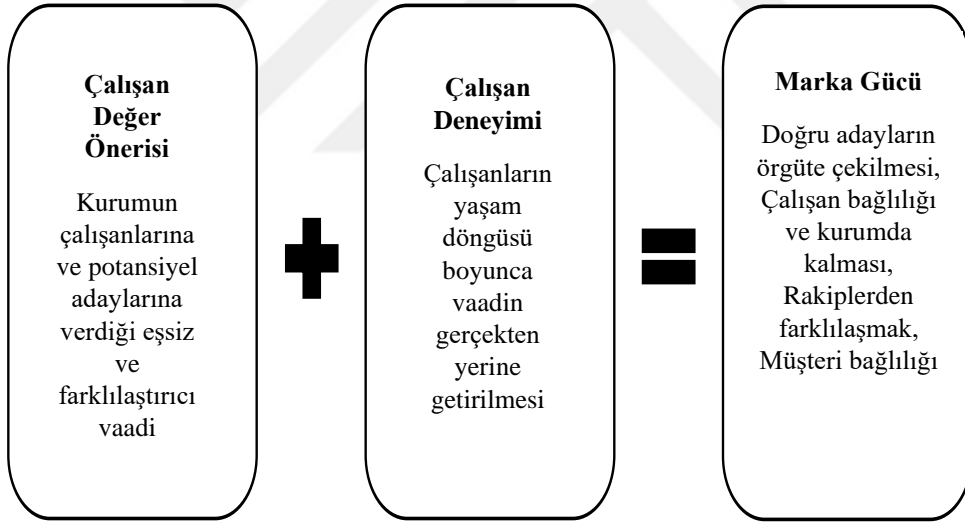 Çalışan
Değer
Önerisi
Kurumun
çalışanlarına
ve potansiyel
adaylarına
verdiği eşsiz
ve
farklılaştırıcı
vaadi
Çalışan
Deneyimi
Çalışanların
yaşam
döngüsü
boyunca
vaadin
gerçekten
yerine
getirilmesi
Marka Gücü
Doğru adayların
örgüte çekilmesi,
Çalışan bağlılığı
ve kurumda
kalması,
Rakiplerden
farklılaşmak,
Müşteri bağlılığı